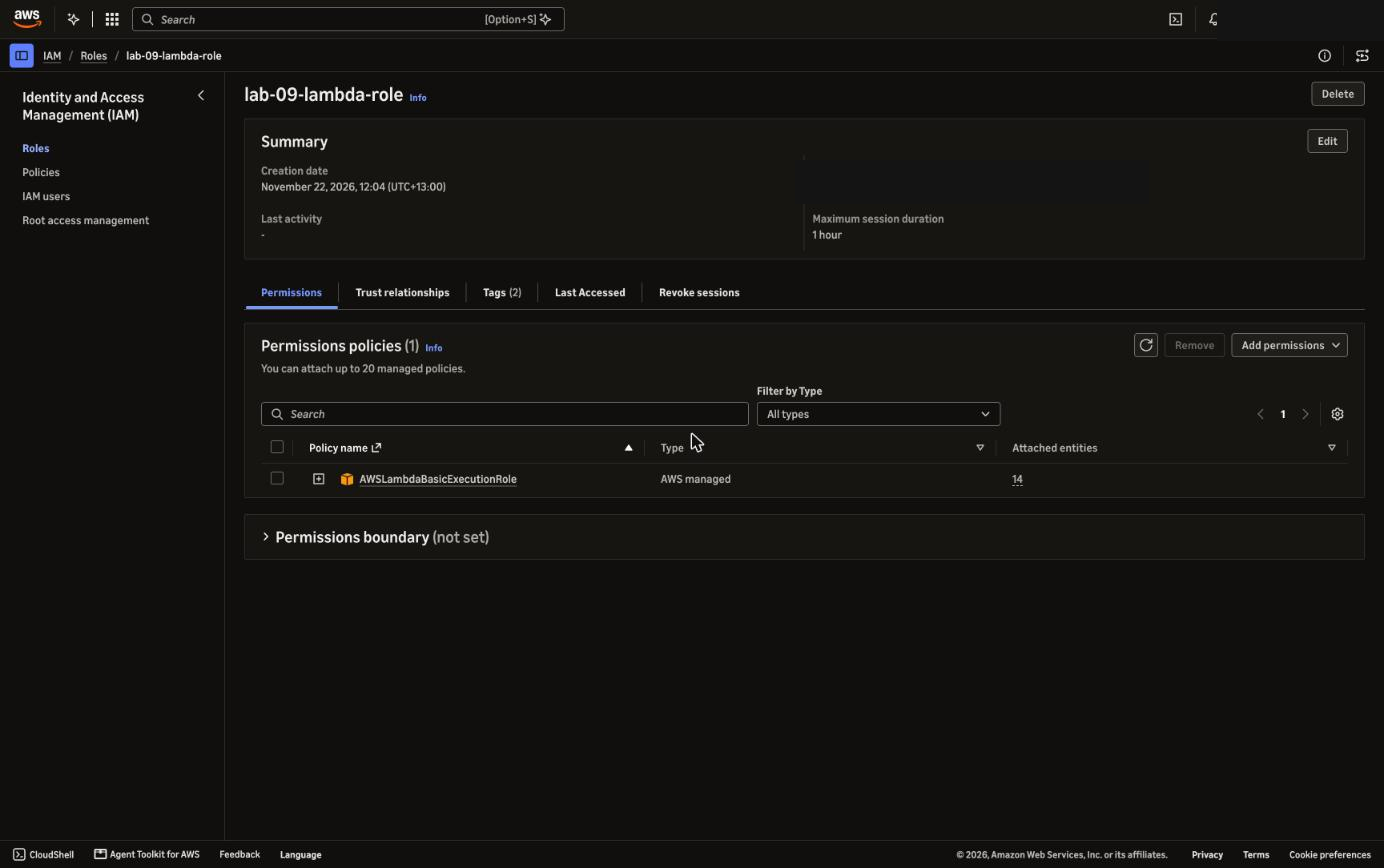 aws
Search [Option+S]
IAM / Roles / lab-09-lambda-role
Identity and Access
Management (IAM)
Roles
Policies
IAM users
Root access management
lab-09-lambda-role Info
Delete
Summary
Edit
Creation date
November 22, 2026, 12:04 (UTC+13:00)
Last activity
-
Maximum session duration
1 hour
Permissions
Trust relationships
Tags (2)
Last Accessed
Revoke sessions
Permissions policies (1) Info
You can attach up to 20 managed policies.
Remove
Add permissions
Filter by Type
Search
All types
1
Policy name
Type
Attached entities
AWSLambdaBasicExecutionRole
AWS managed
14
Permissions boundary (not set)
CloudShell
Agent Toolkit for AWS
Feedback
Language
© 2026, Amazon Web Services, Inc. or its affiliates.
Privacy
Terms
Cookie preferences